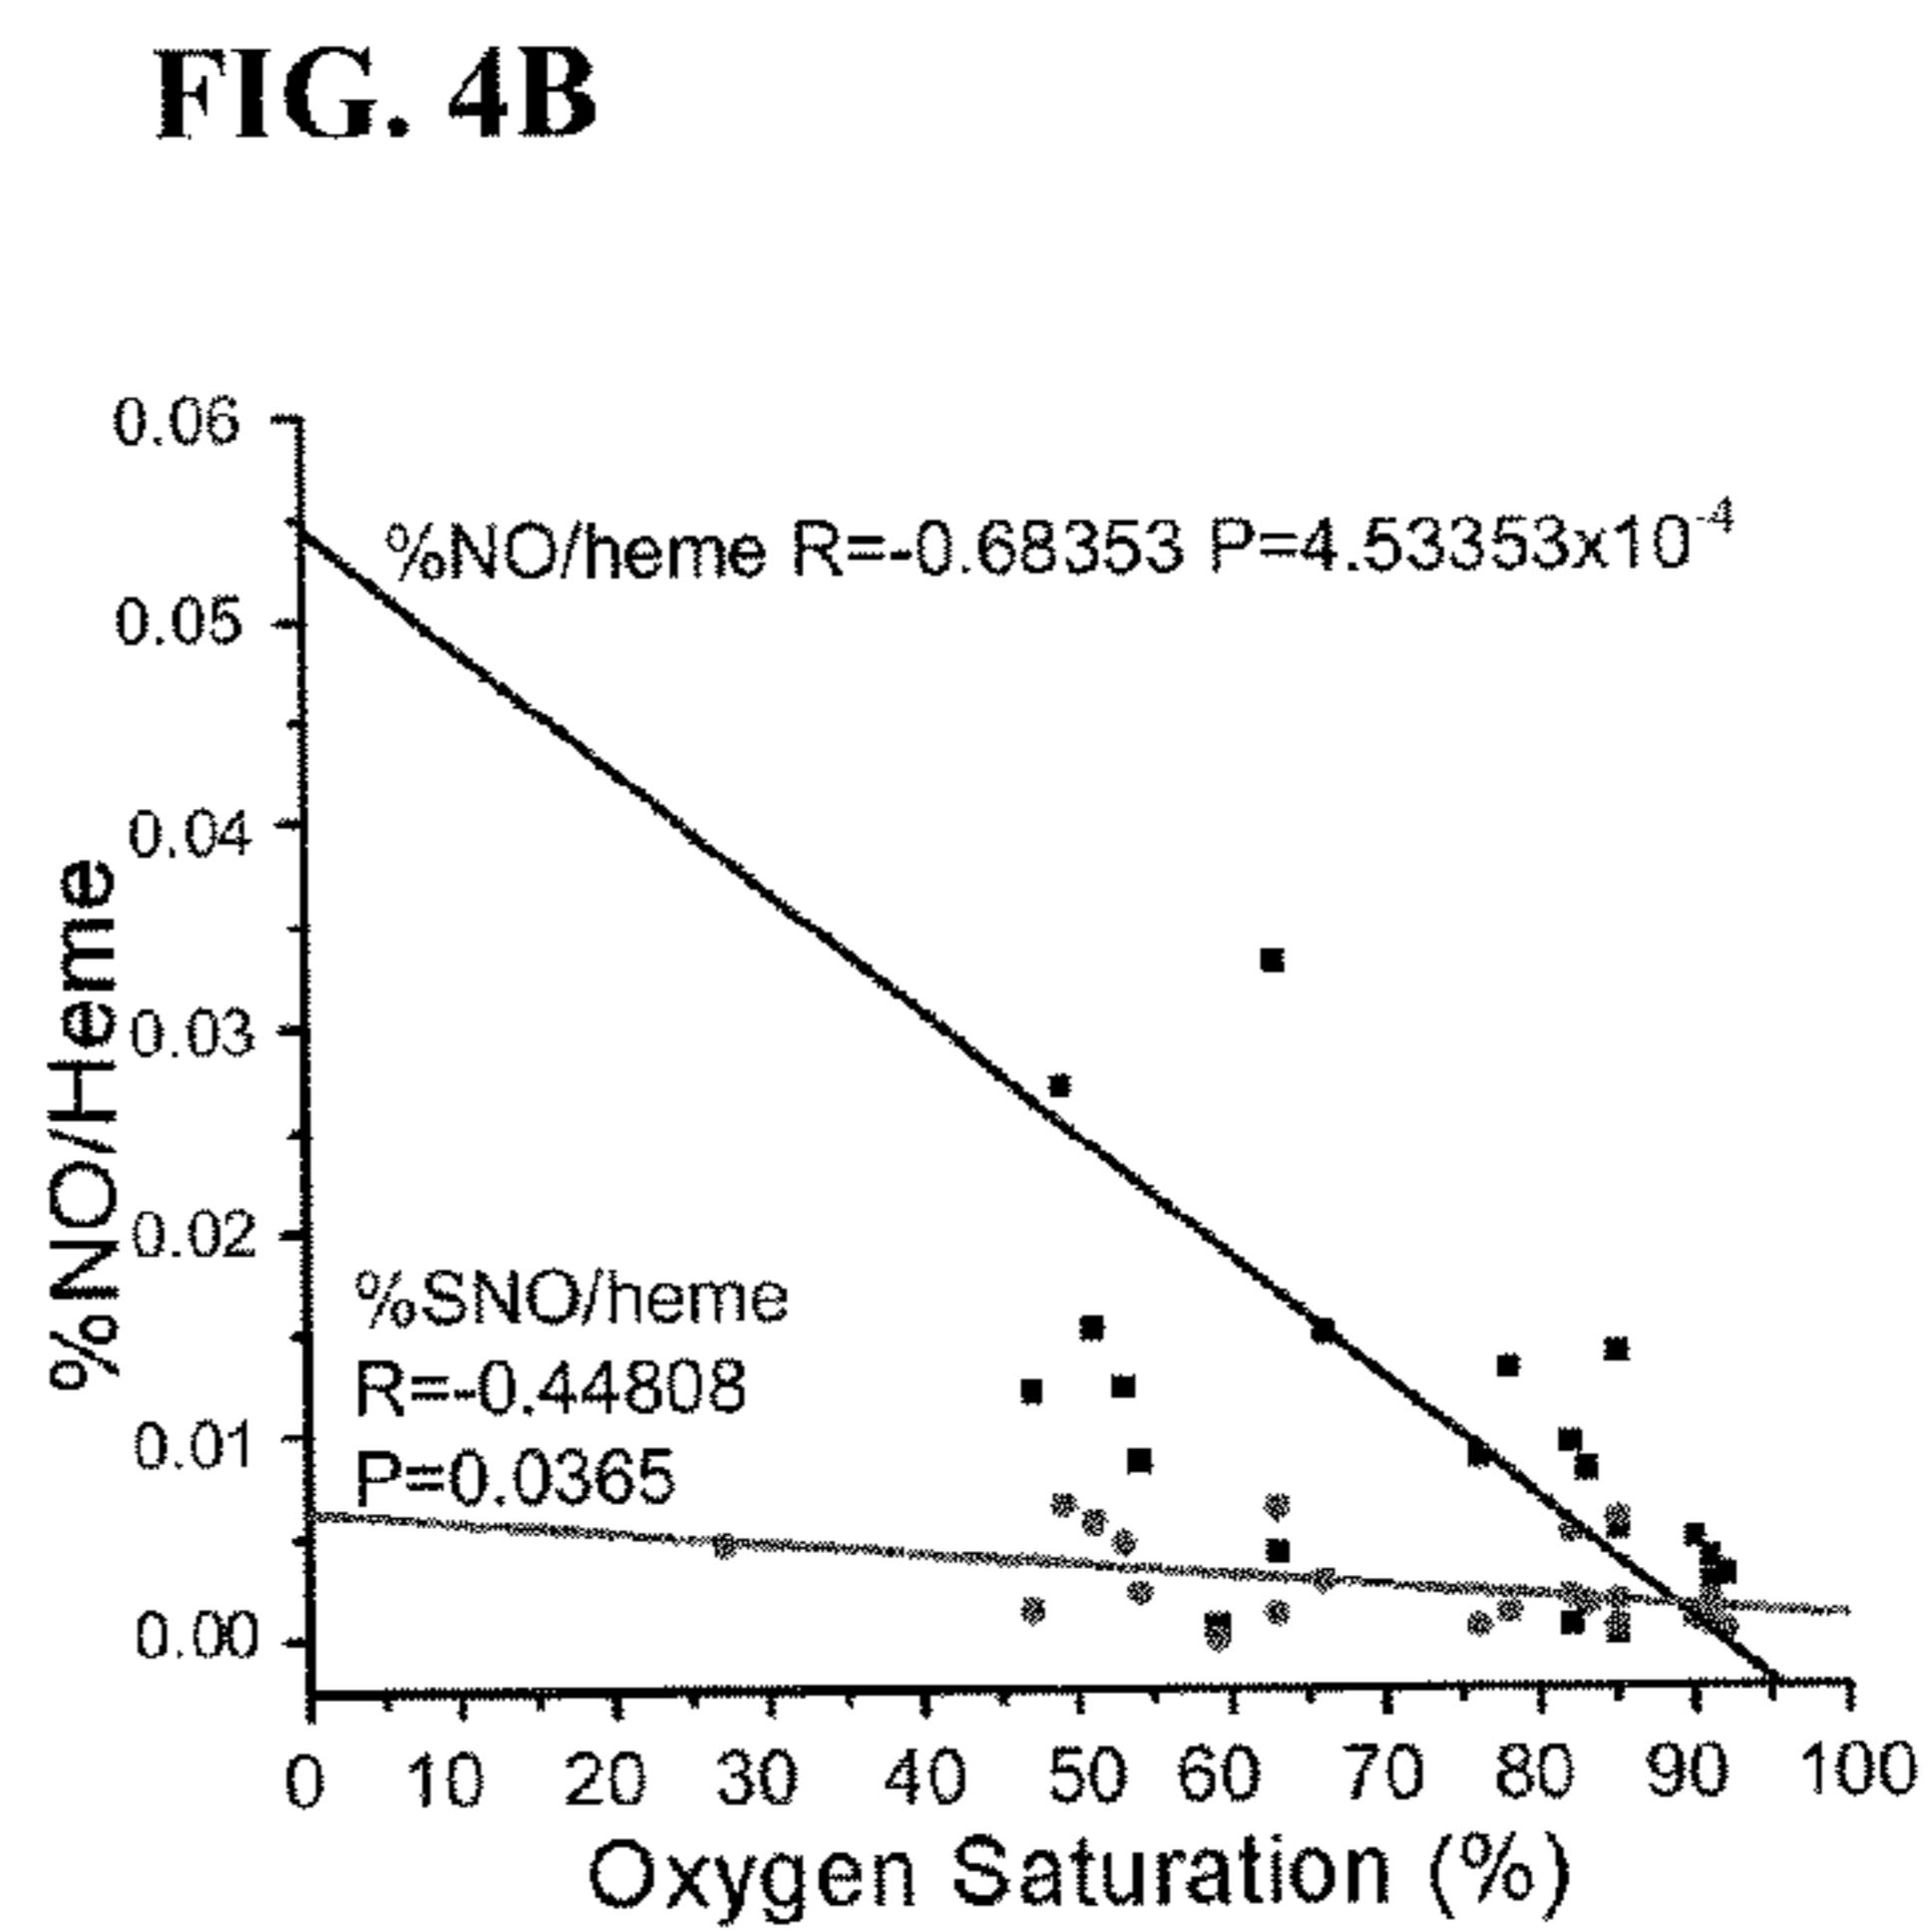 FIG. 4B
0.06
%NO/heme R=-0.68353 P=4.53353x10^-4
0.05
0.04
0.03
0.02
%SNO/heme
R=-0.44808
P=0.0365
0.01
0.00
%NO/Heme
0 10 20 30 40 50 60 70 80 90 100
Oxygen Saturation (%)